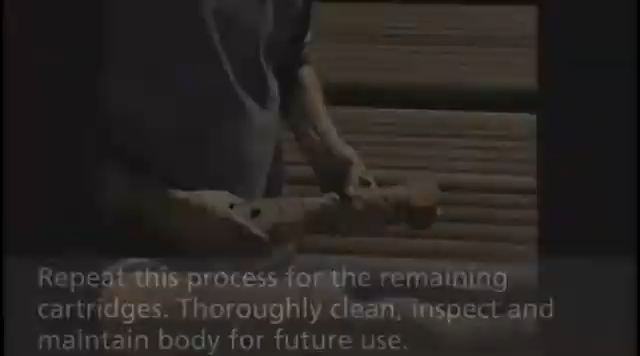 Repeat this process for the remaining
cartridges. Thoroughly clean, inspect and
maintain body for future use.